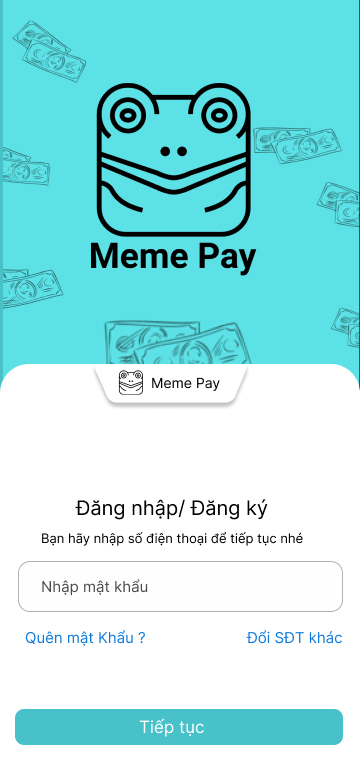 Meme Pay
Meme Pay
Đăng nhập/ Đăng ký
Bạn hãy nhập số điện thoại để tiếp tục nhé
Nhập mật khẩu
Quên mật Khẩu ? Đổi SĐT khác
Tiếp tục